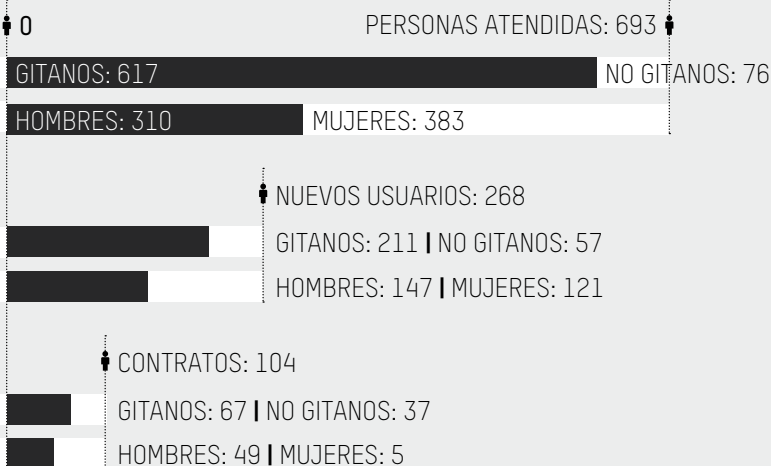 0
PERSONAS ATENDIDAS: 693
GITANOS: 617 NO GITANOS: 76
HOMBRES: 310 MUJERES: 383
NUEVOS USUARIOS: 268
GITANOS: 211 | NO GITANOS: 57
HOMBRES: 147 | MUJERES: 121
CONTRATOS: 104
GITANOS: 67 | NO GITANOS: 37
HOMBRES: 49 | MUJERES: 5